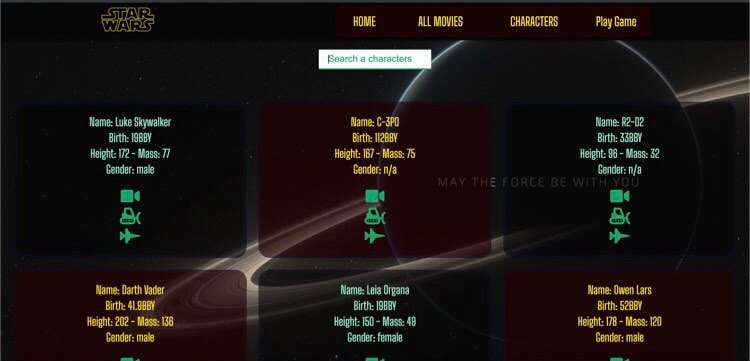 STAR
WARS
HOME
ALL MOVIES
CHARACTERS
Play Game
Search a characters
Name: Luke Skywalker
Birth: 19BBY
Height: 172 - Mass: 77
Gender: male
Name: C-3PO
Birth: 112BBY
Height: 167 - Mass: 75
Gender: n/a
Name: R2-D2
Birth: 33BBY
Height: 96 - Mass: 32
Gender: n/a
MAY THE FORCE BE WITH YOU
Name: Darth Vader
Birth: 41.9BBY
Height: 202 - Mass: 136
Gender: male
Name: Leia Organa
Birth: 19BBY
Height: 150 - Mass: 49
Gender: female
Name: Owen Lars
Birth: 52BBY
Height: 178 - Mass: 120
Gender: male